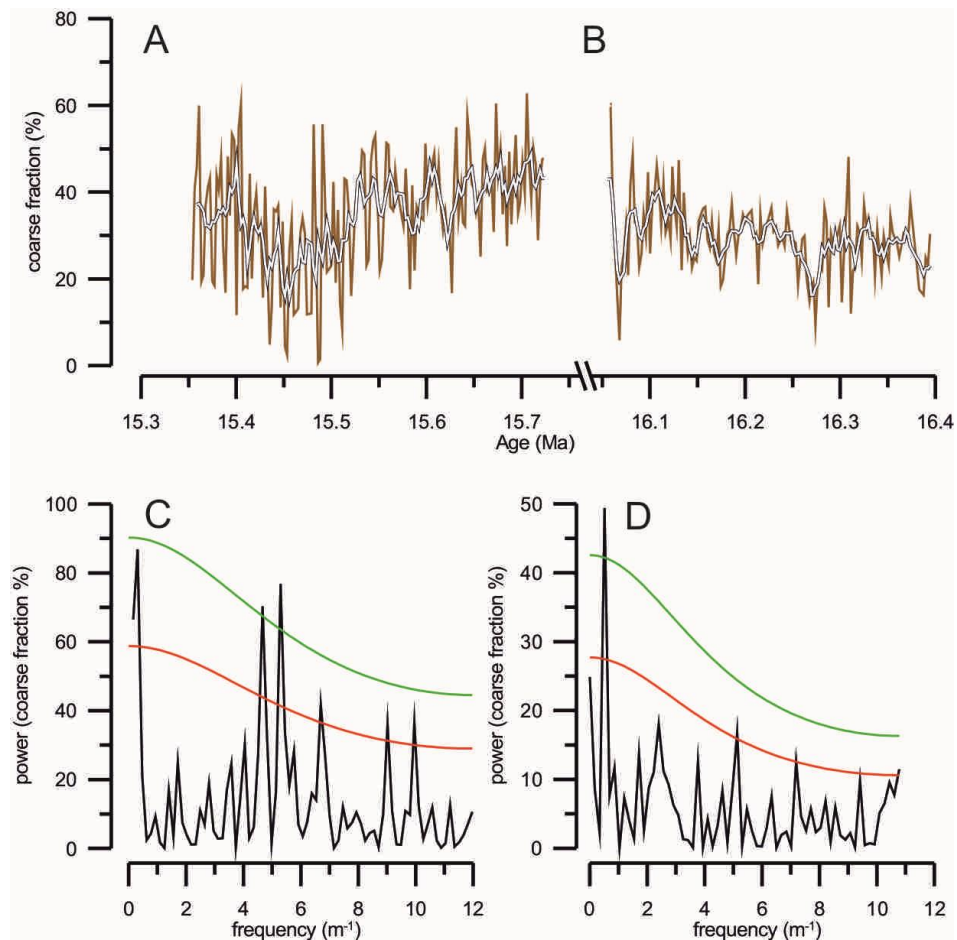 A
B
coarse fraction (%)
80
60
40
20
0
15.3 15.4 15.5 15.6 15.7 16.1 16.2 16.3 16.4
Age (Ma)
C
power (coarse fraction %)
100
80
60
40
20
0
0 2 4 6 8 10 12
frequency (m⁻¹)
D
power (coarse fraction %)
50
40
30
20
10
0
0 2 4 6 8 10 12
frequency (m⁻¹)